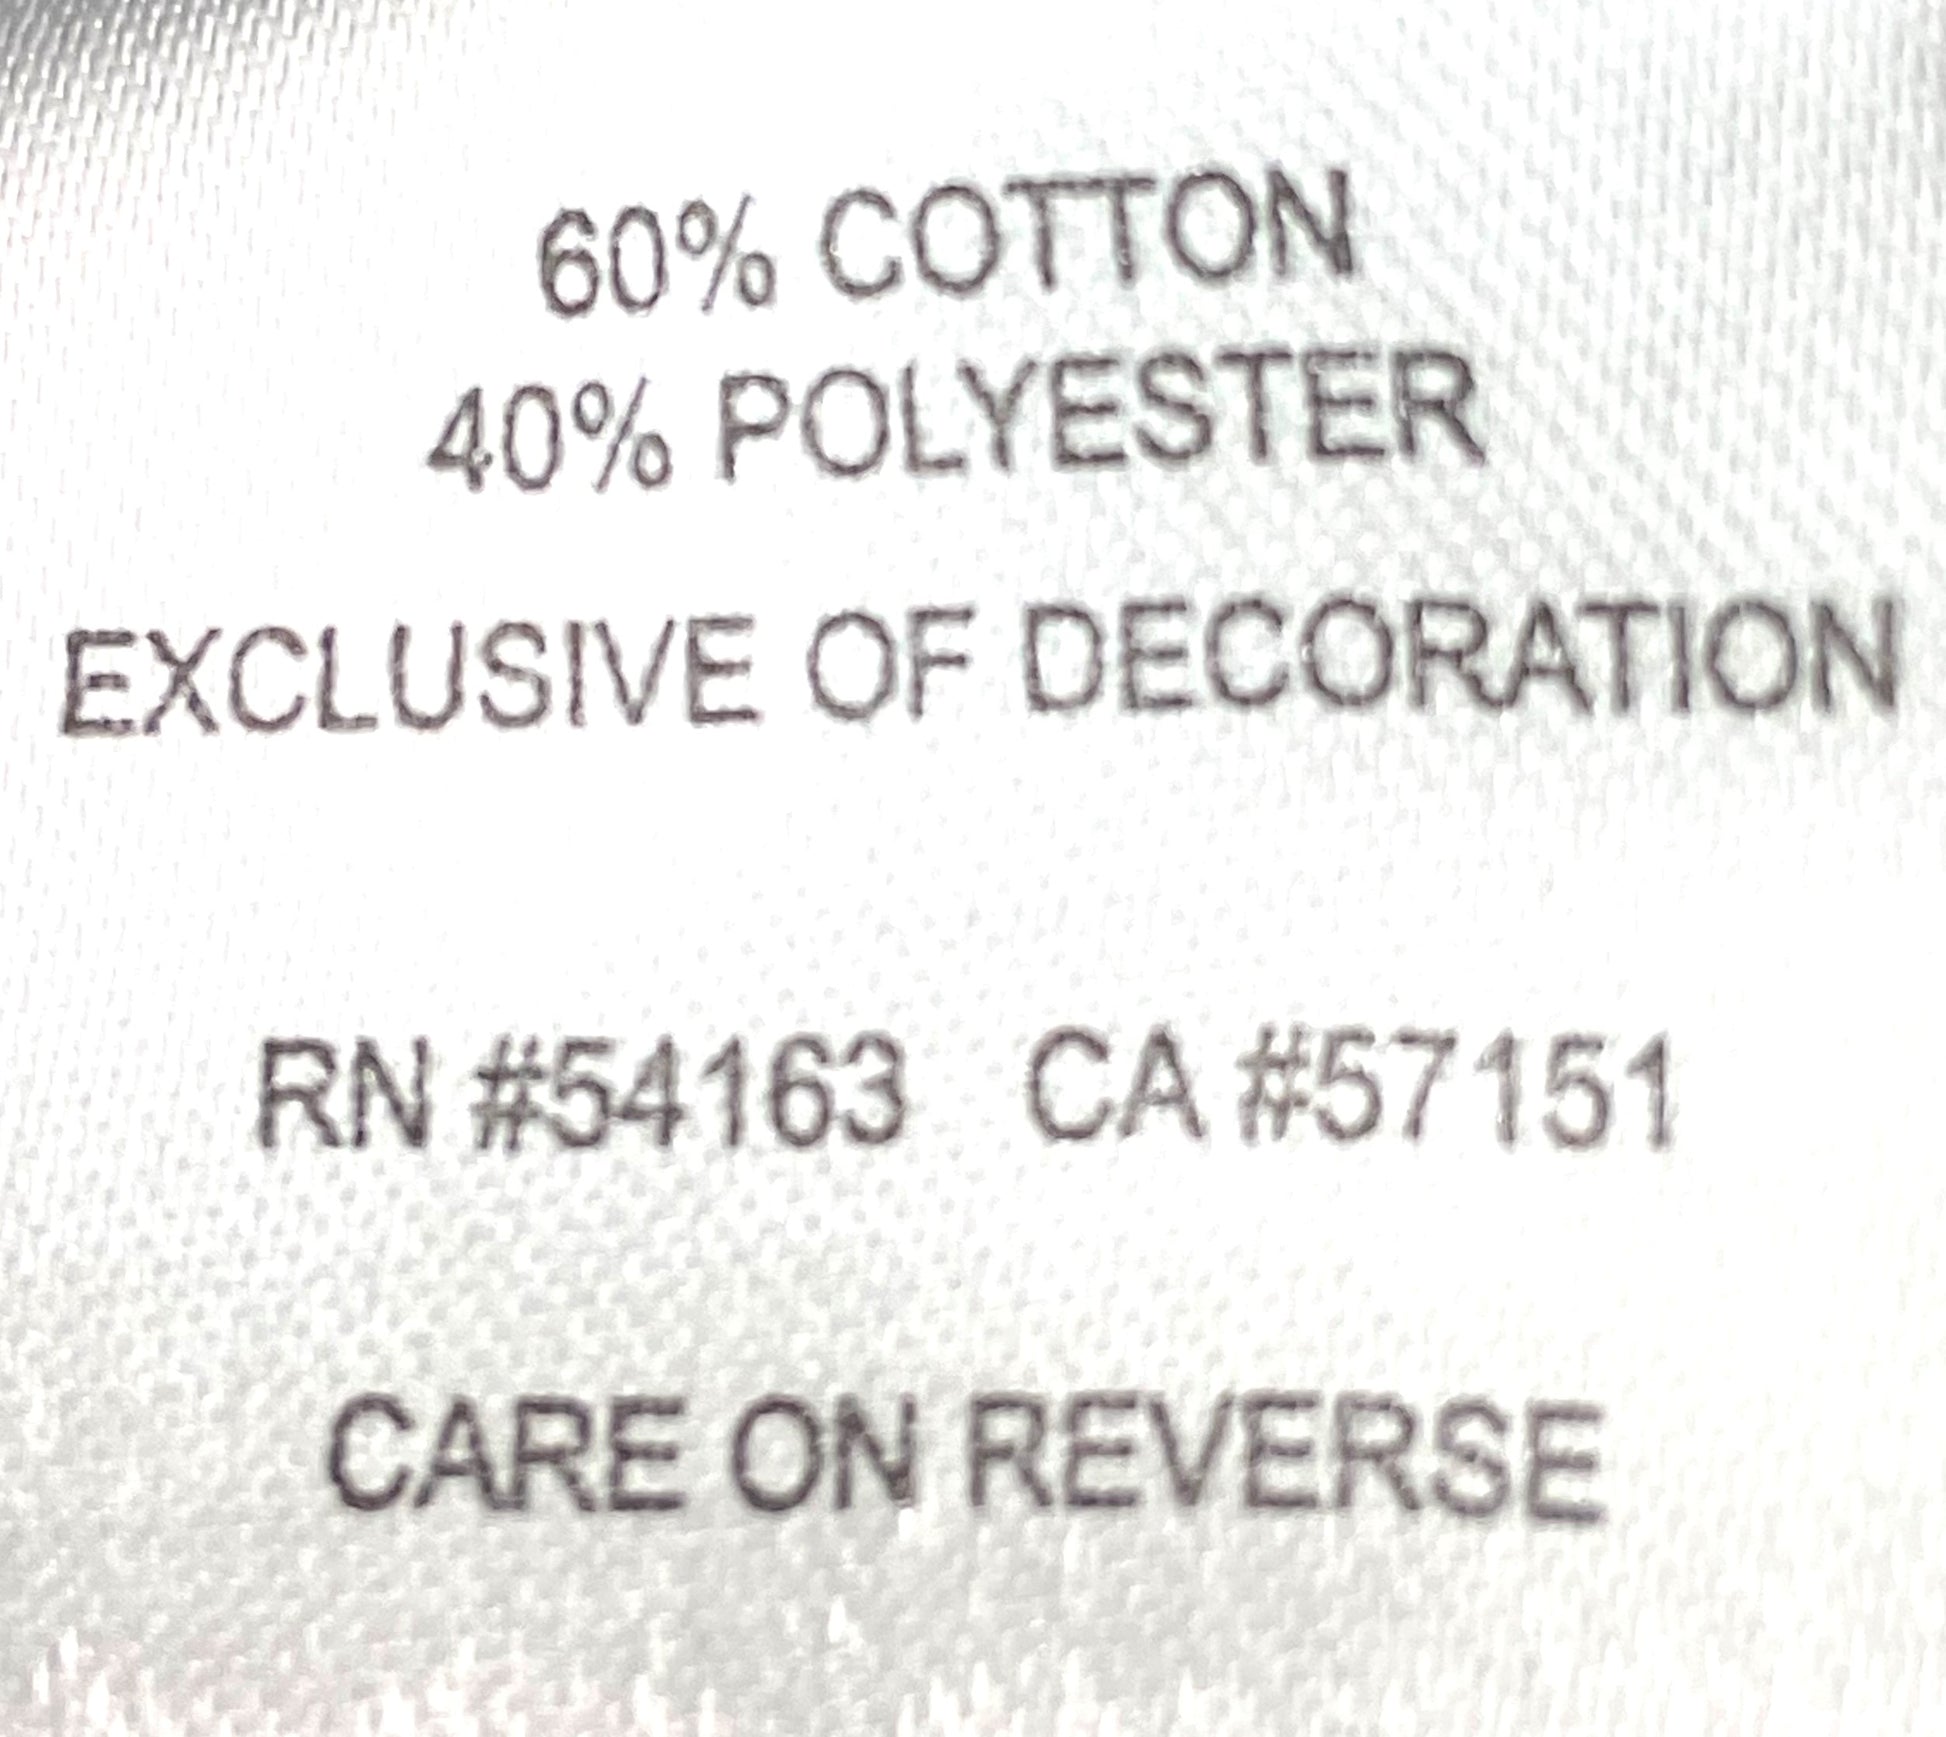 60% COTTON
40% POLYESTER
EXCLUSIVE OF DECORATION
RN #54163 CA #57151
CARE ON REVERSE